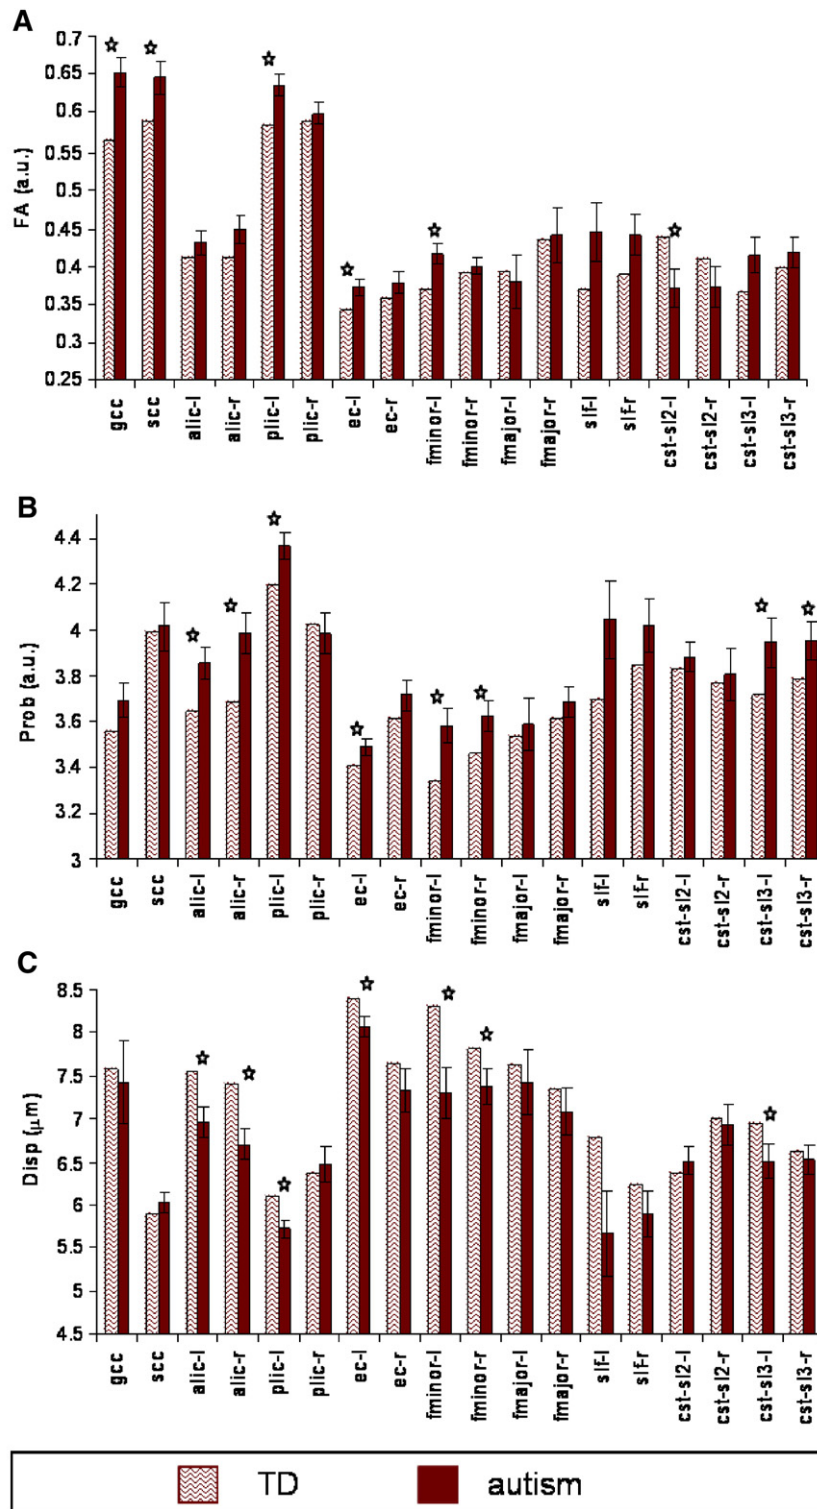 A
FA (a.u.)
0.7
0.65
0.6
0.55
0.5
0.45
0.4
0.35
0.3
0.25
gcc
scc
alic-l
alic-r
plic-l
plic-r
ec-l
ec-r
fminor-l
fminor-r
fmajor-l
fmajor-r
slf-l
slf-r
cst-sl2-l
cst-sl2-r
cst-sl3-l
cst-sl3-r
B
Prob (a.u.)
4.4
4.2
4
3.8
3.6
3.4
3.2
3
gcc
scc
alic-l
alic-r
plic-l
plic-r
ec-l
ec-r
fminor-l
fminor-r
fmajor-l
fmajor-r
slf-l
slf-r
cst-sl2-l
cst-sl2-r
cst-sl3-l
cst-sl3-r
C
Disp (μm)
8.5
8
7.5
7
6.5
6
5.5
5
4.5
gcc
scc
alic-l
alic-r
plic-l
plic-r
ec-l
ec-r
fminor-l
fminor-r
fmajor-l
fmajor-r
slf-l
slf-r
cst-sl2-l
cst-sl2-r
cst-sl3-l
cst-sl3-r
TD autism